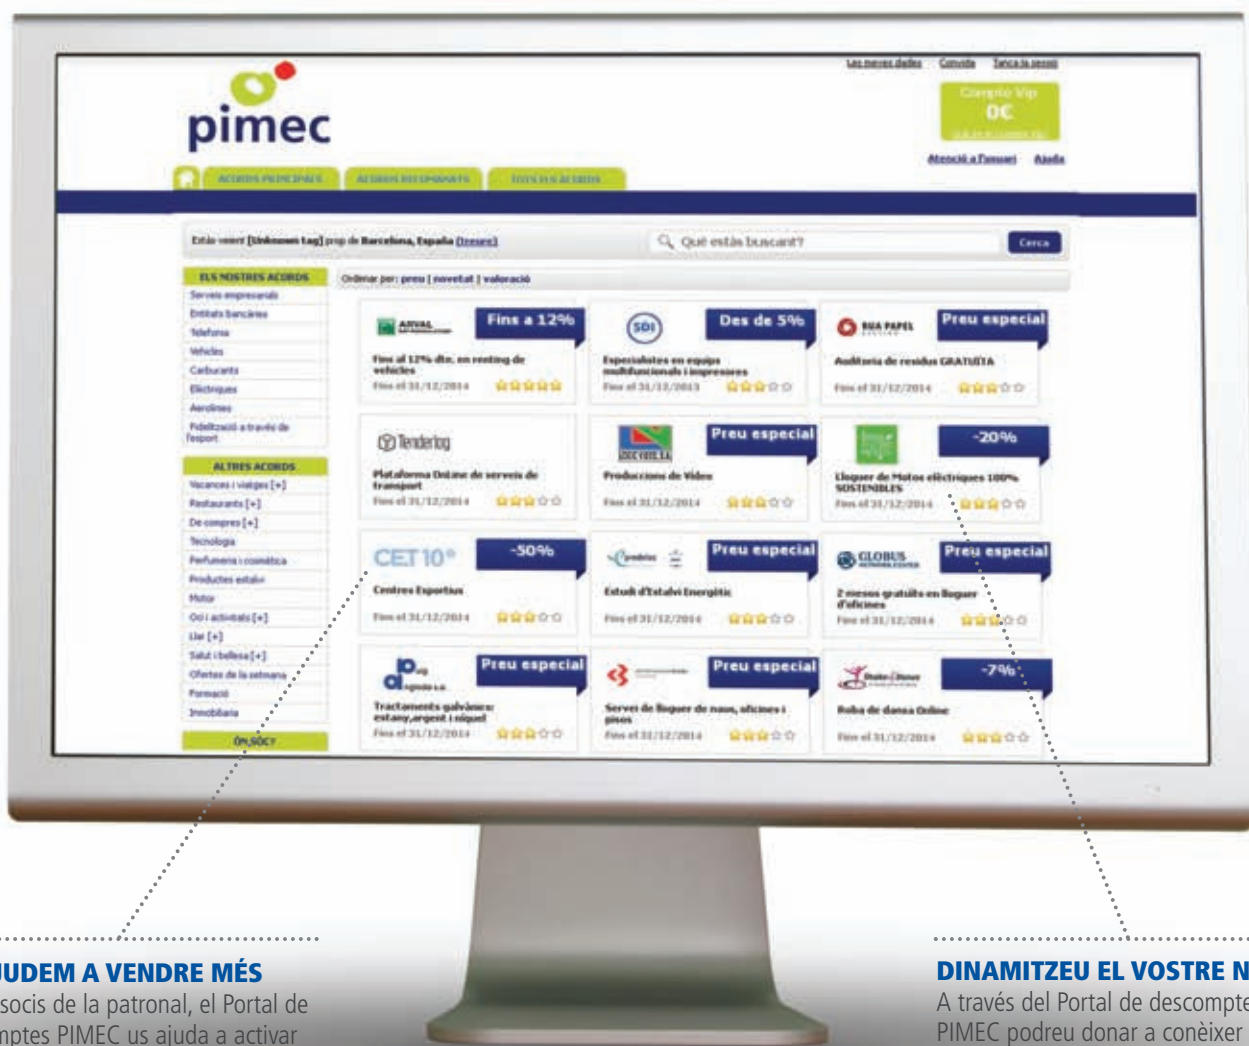 Les meves dades Convida Tanca la sessió
Compte Vip
0€
pimec
Atenció a l'usuari Ajuda
ACORDS PRINCIPALS ACORDS RECOMANATS TOTS ELS ACORDS
Estàs veient [Unknown tag] prop de Barcelona, España
Què estàs buscant?
Cerca
ELS NOSTRES ACORDS
Ordenar per: preu | novetat | valoració
Serveis empresarials
Entitats bancàries
Telefonia
Vehicles
Carburants
Elèctriques
Aerolínies
Fidelització a través de
l'esport
ALTRES ACORDS
Vacances i viatges [+]
Restaurants [+]
De compres [+]
Tecnologia
Perfumeria i cosmètica
Productes estalvi
Motor
Oci i activitats [+]
Llar [+]
Salut i bellesa [+]
Ofertes de la setmana
Formació
Immobiliaria
ON SÓC?
ARVAL
Fins a 12%
Fins al 12% dte. en renting de
vehicles
Fins el 31/12/2014
SDI
Des de 5%
Especialistes en equips
multifuncionals i impresores
Fins el 31/12/2013
RUA PAPEL
Preu especial
Auditoria de residus GRATUÏTA
Fins el 31/12/2014
Tenderlog
Plataforma OnLine de serveis de
transport
Fins el 31/12/2014
Preu especial
Produccions de Vídeo
Fins el 31/12/2014
-20%
Lloguer de Motos elèctriques 100%
SOSTENIBLES
Fins el 31/12/2014
CET 10
-50%
Centres Esportius
Fins el 31/12/2014
Preu especial
Estudi d'Estalvi Energètic
Fins el 31/12/2014
GLOBUS
Preu especial
2 mesos gratuïts en lloguer
d'oficines
Fins el 31/12/2014
Preu especial
Tractaments galvànics:
estany,argent i níquel
Fins el 31/12/2014
Preu especial
Servei de lloguer de naus, oficines i
pisos
Fins el 31/12/2014
-7%
Roba de dansa Online
Fins el 31/12/2014
JUDEM A VENDRE MÉS
socis de la patronal, el Portal de
mptes PIMEC us ajuda a activar
DINAMITZEU EL VOSTRE N
A través del Portal de descompte
PIMEC podreu donar a conèixer